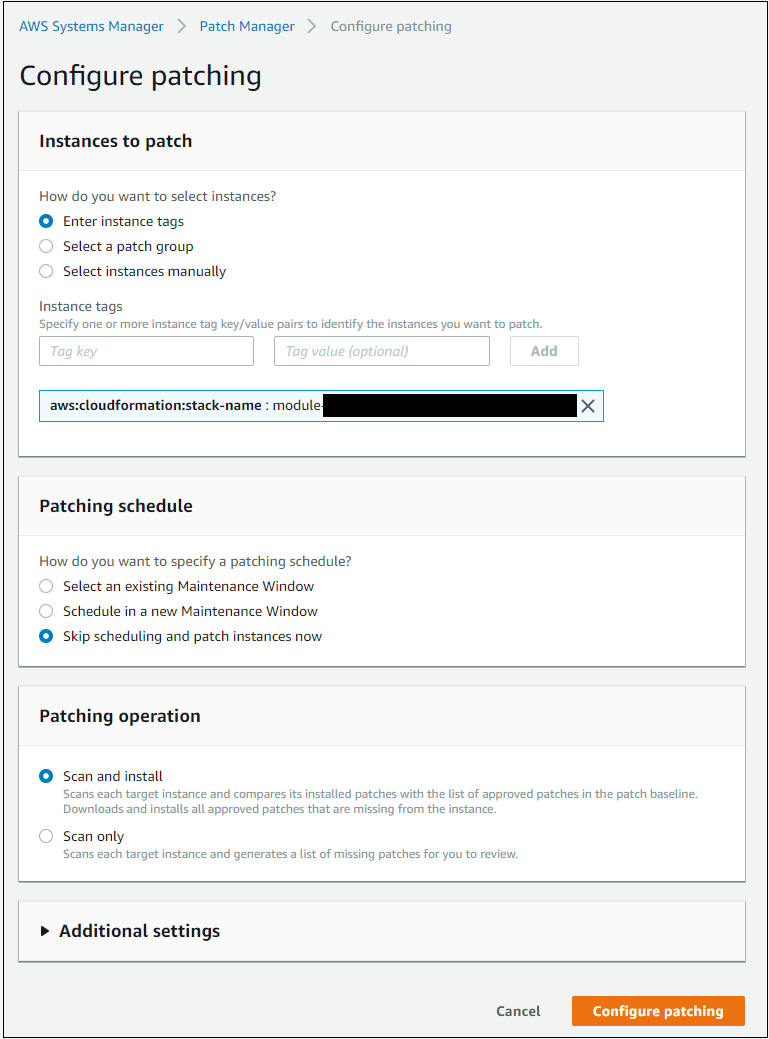 AWS Systems Manager > Patch Manager > Configure patching
Configure patching
Instances to patch
How do you want to select instances?
Enter instance tags
Select a patch group
Select instances manually
Instance tags
Specify one or more instance tag key/value pairs to identify the instances you want to patch.
Tag key Tag value (optional) Add
aws:cloudformation:stack-name : module-
Patching schedule
How do you want to specify a patching schedule?
Select an existing Maintenance Window
Schedule in a new Maintenance Window
Skip scheduling and patch instances now
Patching operation
Scan and install
Scans each target instance and compares its installed patches with the list of approved patches in the patch baseline.
Downloads and installs all approved patches that are missing from the instance.
Scan only
Scans each target instance and generates a list of missing patches for you to review.
Additional settings
Cancel Configure patching